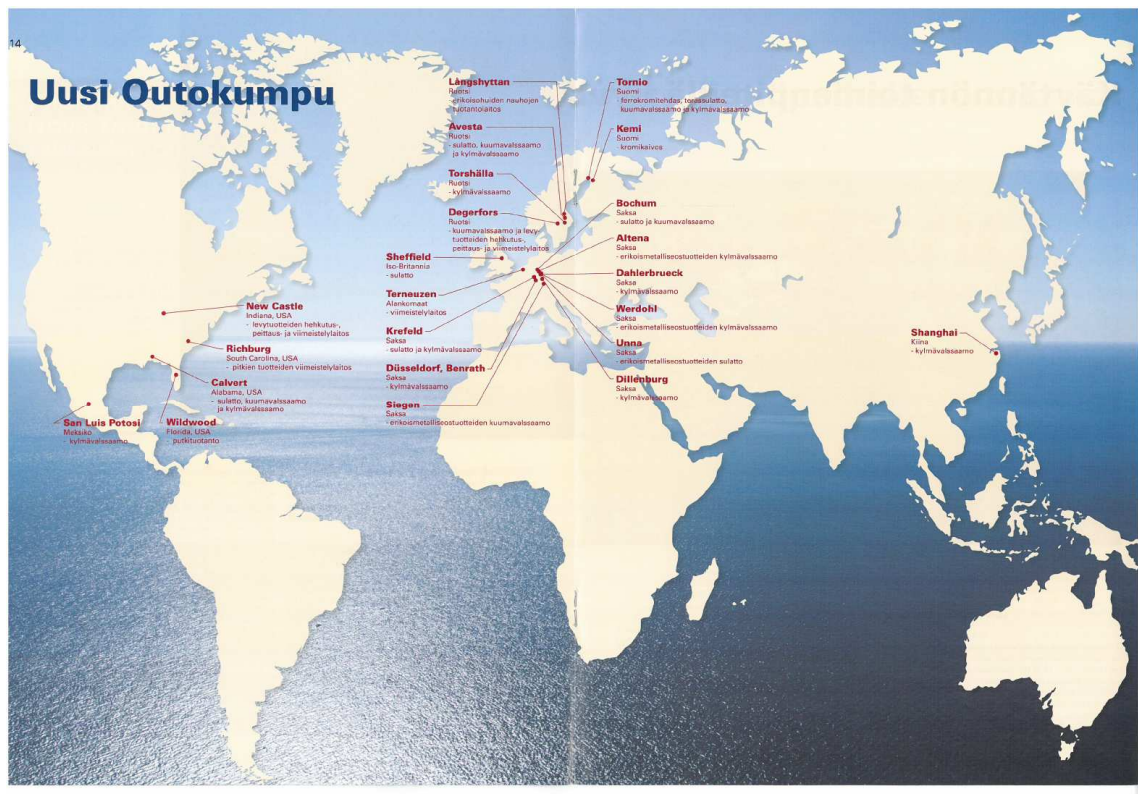 14
Uusi Outokumpu
Långshyttan
Ruotsi
- erikoisohuiden nauhojen
tuotantolaitos
Avesta
Ruotsi
- sulatto, kuumavalssaamo
ja kylmävalssaamo
Torshälla
Ruotsi
- kylmävalssaamo
Degerfors
Ruotsi
- kuumavalssaamo ja levy-
tuotteiden hehkutus-,
peittaus- ja viimeistelylaitos
Sheffield
Iso-Britannia
- sulatto
Terneuzen
Alankomaat
- viimeistelylaitos
Krefeld
Saksa
- sulatto ja kylmävalssaamo
Düsseldorf, Benrath
Saksa
- kylmävalssaamo
Siegen
Saksa
- erikoismetalliseostuotteiden kuumavalssaamo
Tornio
Suomi
- ferrokromitehdas, terässulatto,
kuumavalssaamo ja kylmävalssaamo
Kemi
Suomi
- kromikaivos
Bochum
Saksa
- sulatto ja kuumavalssaamo
Altena
Saksa
- erikoismetalliseostuotteiden kylmävalssaamo
Dahlerbrueck
Saksa
- kylmävalssaamo
Werdohl
Saksa
- erikoismetalliseostuotteiden kylmävalssaamo
Unna
Saksa
- erikoismetalliseostuotteiden sulatto
Dillenburg
Saksa
- kylmävalssaamo
New Castle
Indiana, USA
- levytuotteiden hehkutus-,
peittaus- ja viimeistelylaitos
Richburg
South Carolina, USA
- pitkien tuotteiden viimeistelylaitos
Calvert
Alabama, USA
- sulatto, kuumavalssaamo
ja kylmävalssaamo
San Luis Potosi
Meksiko
- kylmävalssaamo
Wildwood
Florida, USA
- putkituotanto
Shanghai
Kiina
- kylmävalssaamo